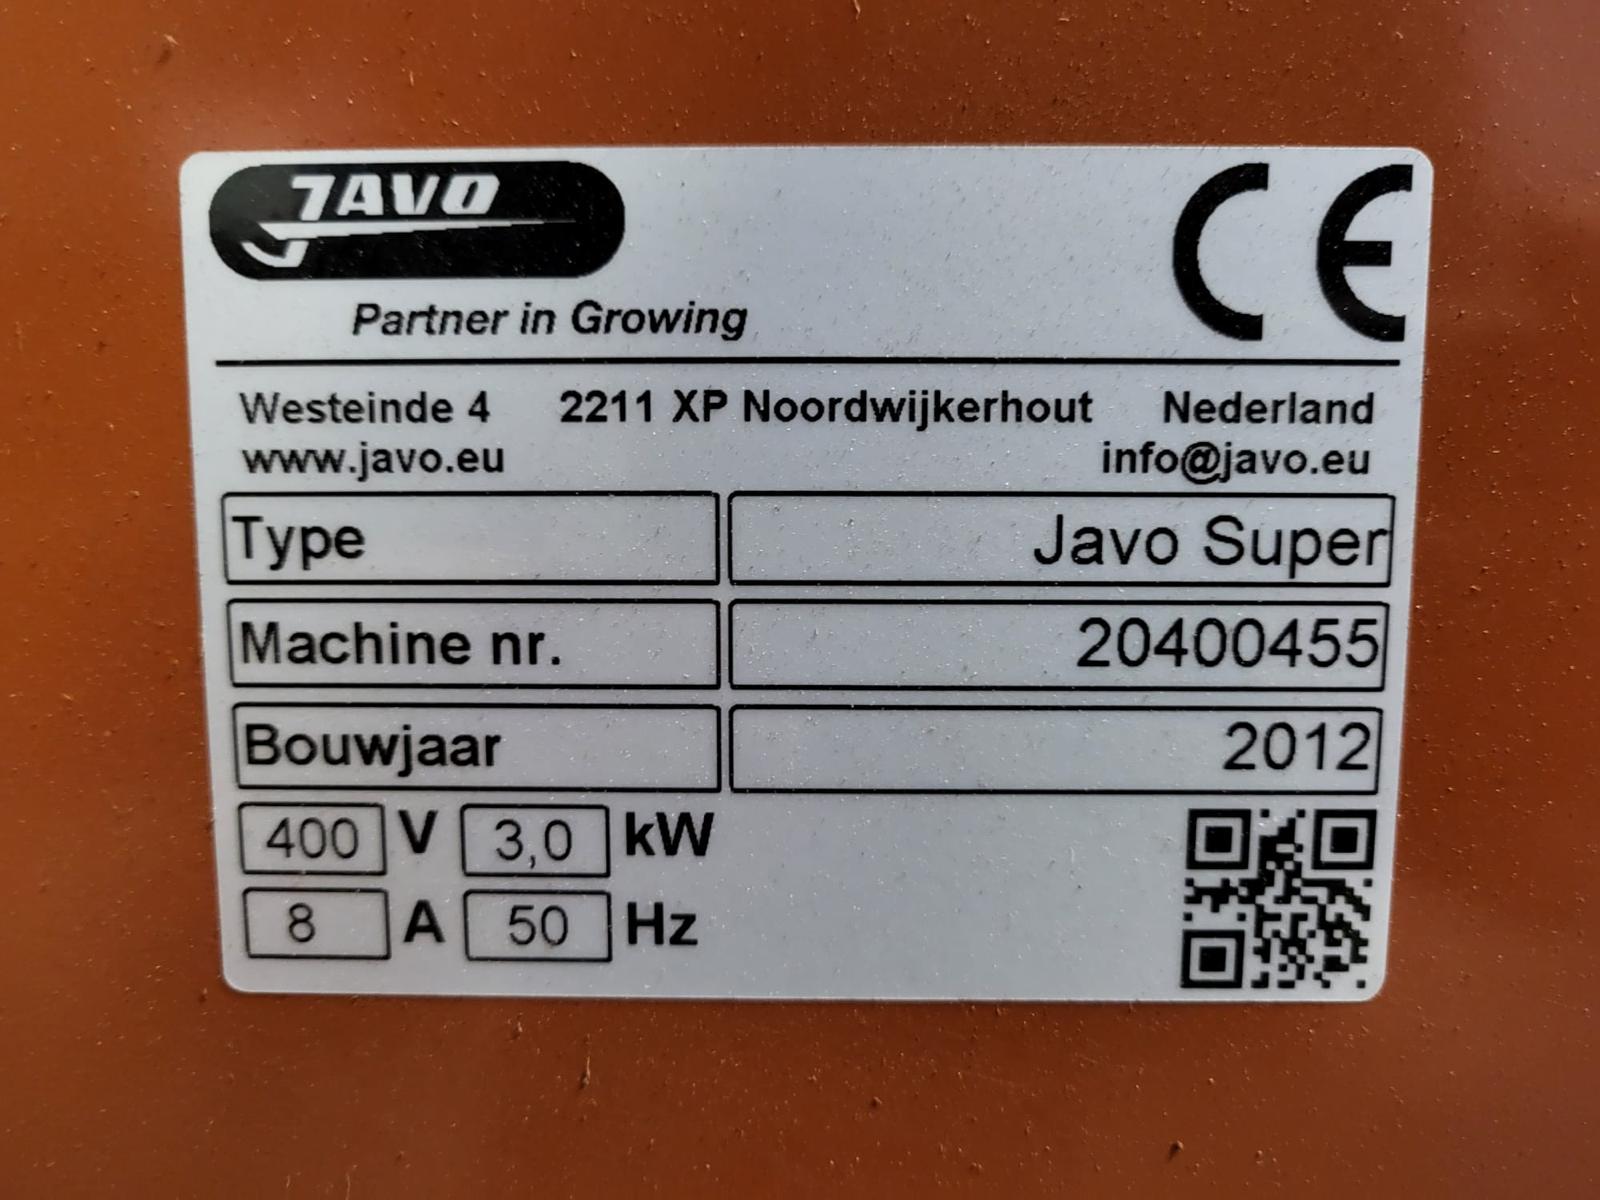 JAVO
CE
Partner in Growing
Westeinde 4 2211 XP Noordwijkerhout Nederland
www.javo.eu info@javo.eu
Type Javo Super
Machine nr. 20400455
Bouwjaar 2012
400 V 3,0 kW
8 A 50 Hz